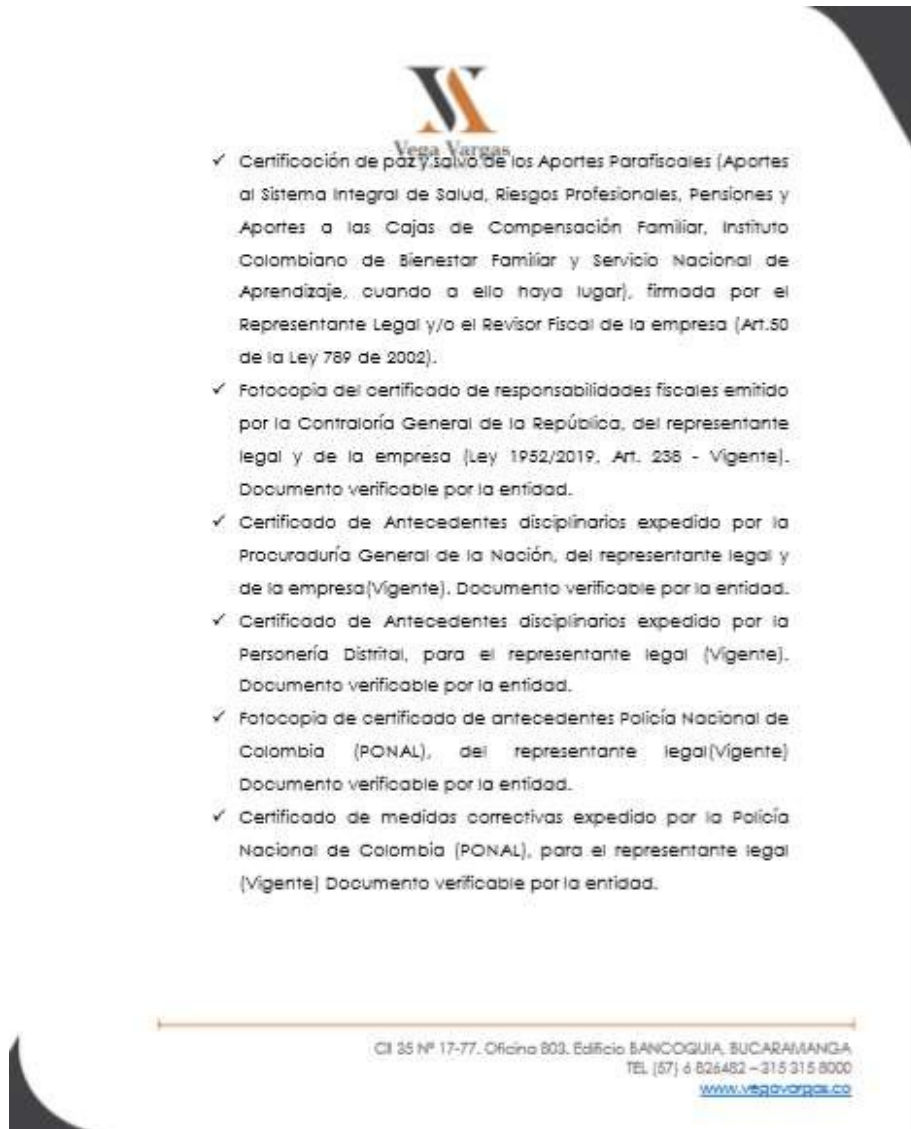 Vega Vargas
✓ Certificación de paz y salvo de los Aportes Parafiscales (Aportes
al Sistema Integral de Salud, Riesgos Profesionales, Pensiones y
Aportes a las Cajas de Compensación Familiar, Instituto
Colombiano de Bienestar Familiar y Servicio Nacional de
Aprendizaje, cuando a ello haya lugar), firmada por el
Representante Legal y/o el Revisor Fiscal de la empresa (Art.50
de la Ley 789 de 2002).
✓ Fotocopia del certificado de responsabilidades fiscales emitido
por la Contraloría General de la República, del representante
legal y de la empresa (Ley 1952/2019, Art. 238 - Vigente).
Documento verificable por la entidad.
✓ Certificado de Antecedentes disciplinarios expedido por la
Procuraduría General de la Nación, del representante legal y
de la empresa(Vigente). Documento verificable por la entidad.
✓ Certificado de Antecedentes disciplinarios expedido por la
Personería Distrital, para el representante legal (Vigente).
Documento verificable por la entidad.
✓ Fotocopia de certificado de antecedentes Policía Nacional de
Colombia (PONAL), del representante legal(Vigente)
Documento verificable por la entidad.
✓ Certificado de medidas correctivas expedido por la Policía
Nacional de Colombia (PONAL), para el representante legal
(Vigente) Documento verificable por la entidad.
Cll 35 Nº 17-77. Oficina 803. Edificio BANCOQUIA, BUCARAMANGA
TEL (57) 6 826482 – 315 315 8000
www.vegavargas.co